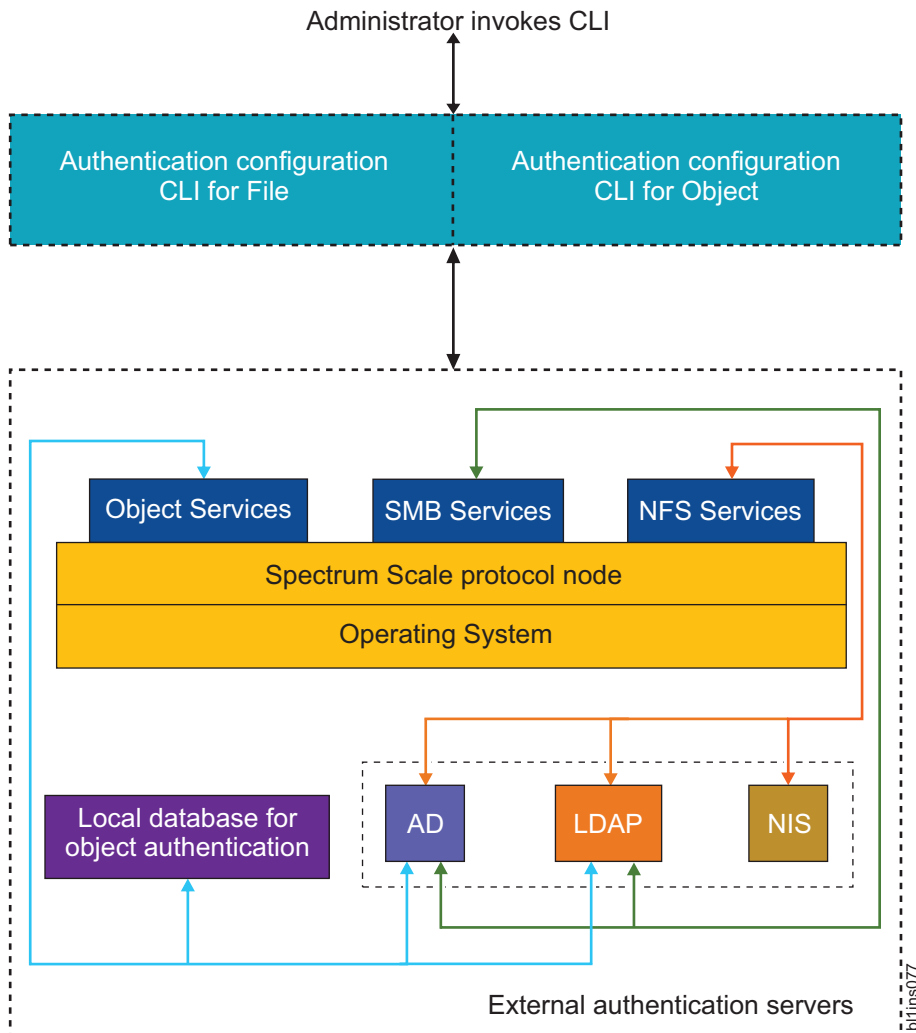 Administrator invokes CLI
Authentication configuration
CLI for File
Authentication configuration
CLI for Object
Object Services
SMB Services
NFS Services
Spectrum Scale protocol node
Operating System
Local database for
object authentication
AD
LDAP
NIS
External authentication servers